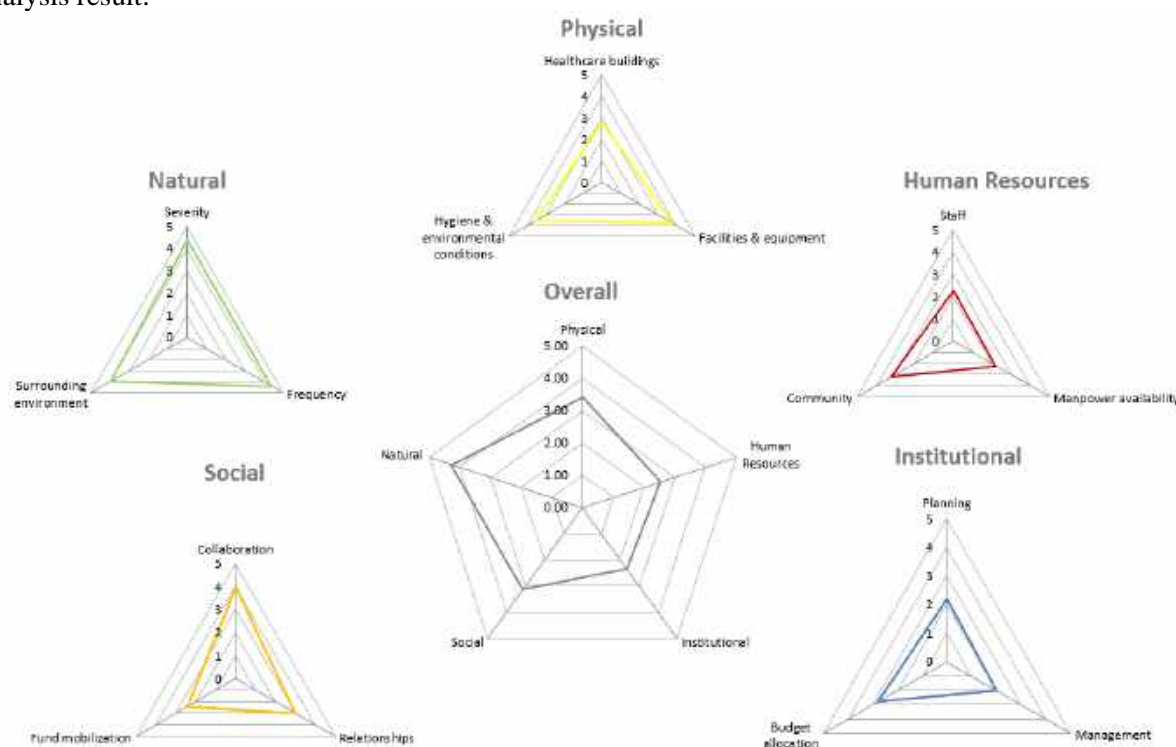 alysis result.
Physical
Healthcare buildings
5
4
3
2
1
0
Hygiene &
environmental
conditions
Facilities & equipment
Natural
Severity
5
4
3
2
1
0
Surrounding
environment
Frequency
Human Resources
Staff
5
4
3
2
1
0
Community
Manpower availability
Overall
Physical
5.00
4.00
3.00
2.00
1.00
0.00
Natural
Human
Resources
Social
Institutional
Social
Collaboration
5
4
3
2
1
0
Fund mobilization
Relationships
Institutional
Planning
5
4
3
2
1
0
Budget
allocation
Management